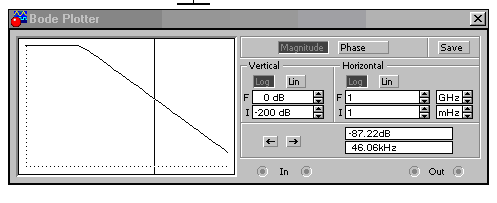 Bode Plotter
Magnitude Phase Save
Vertical Horizontal
Log Lin Log Lin
F 0 dB F 1 GHz
I -200 dB I 1 mHz
-87.22dB
46.06kHz
In Out